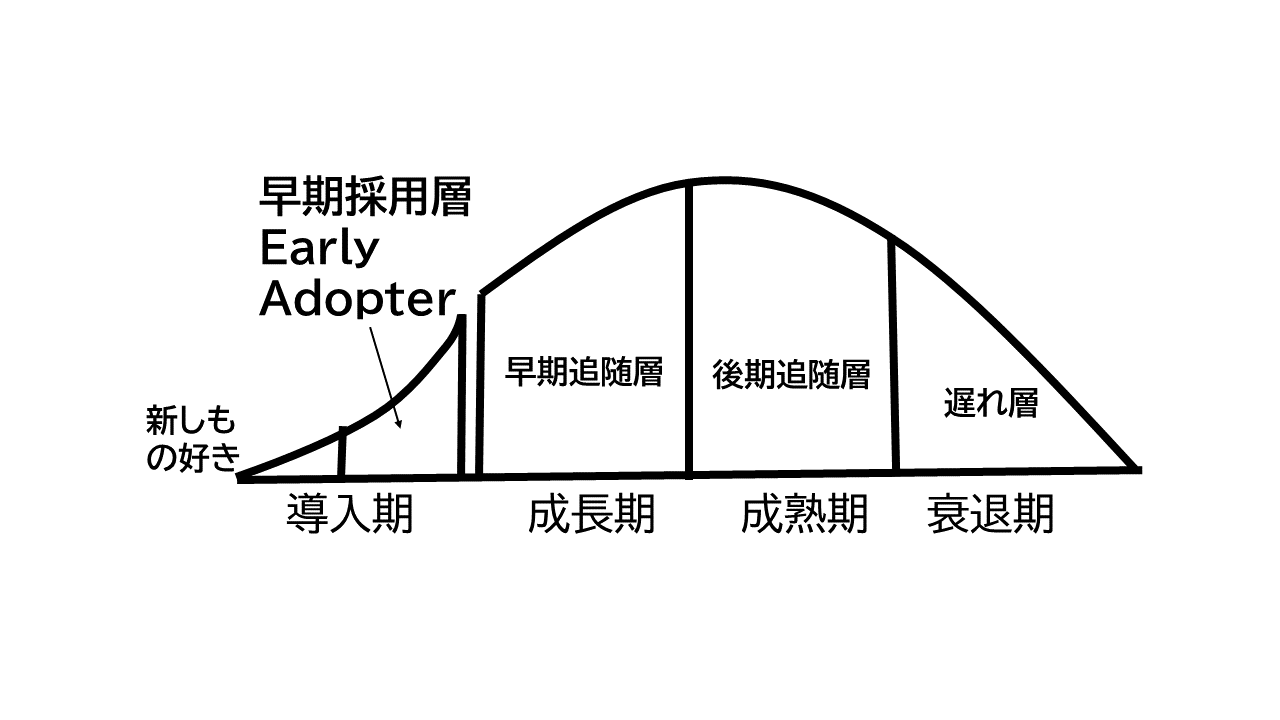 早期採用層
Early
Adopter
新しも
の好き
早期追随層
後期追随層
遅れ層
導入期
成長期
成熟期
衰退期